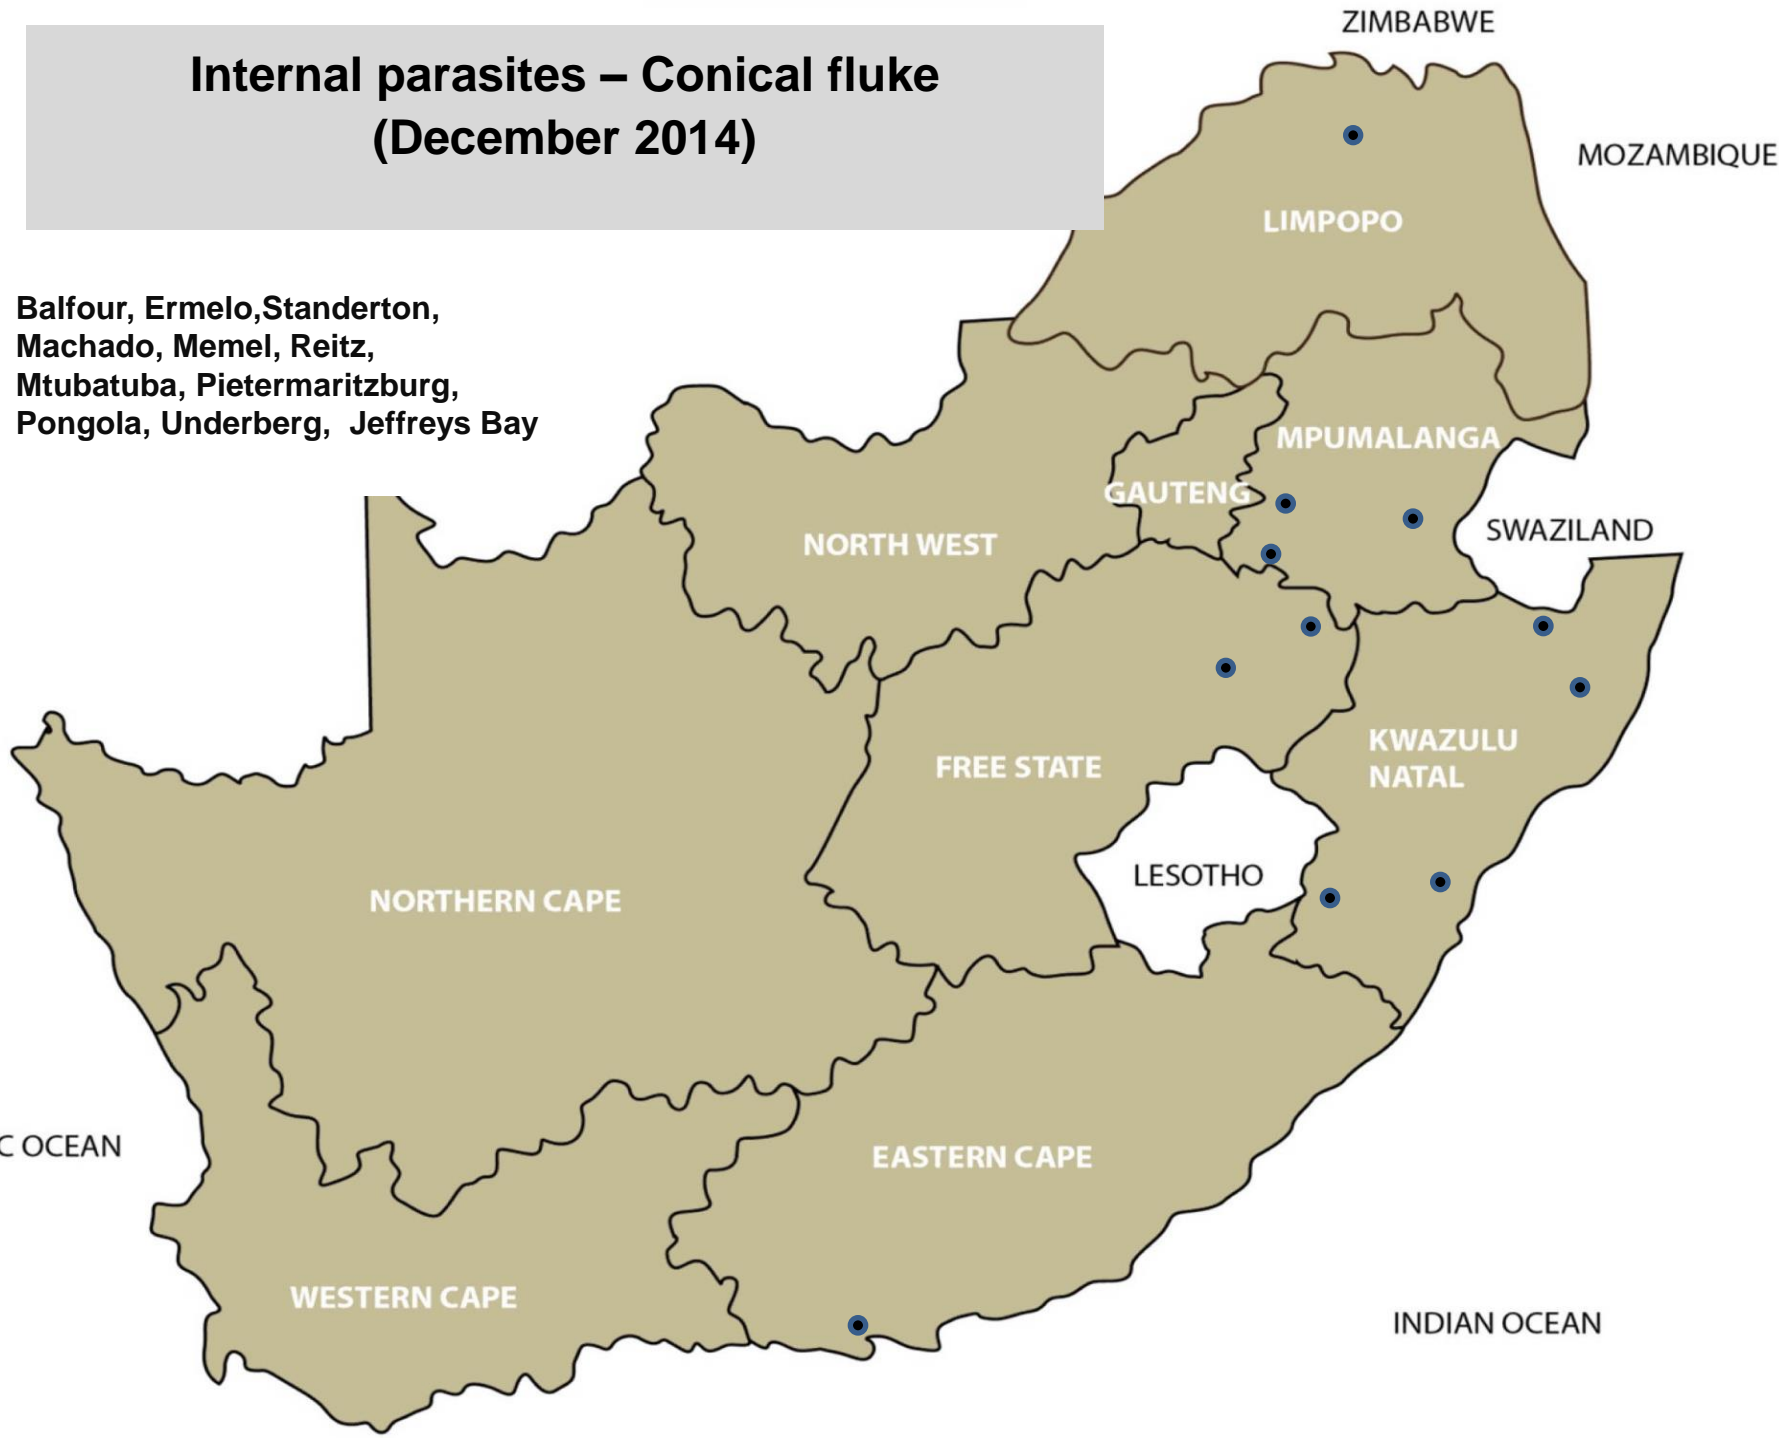 ZIMBABWE
Internal parasites – Conical fluke
(December 2014)
MOZAMBIQUE
LIMPOPO
Balfour, Ermelo,Standerton,
Machado, Memel, Reitz,
Mtubatuba, Pietermaritzburg,
Pongola, Underberg,  Jeffreys Bay
MPUMALANGA
GAUTENG
SWAZILAND
NORTH WEST
KWAZULU
NATAL
FREE STATE
LESOTHO
NORTHERN CAPE
C OCEAN
EASTERN CAPE
WESTERN CAPE
INDIAN OCEAN